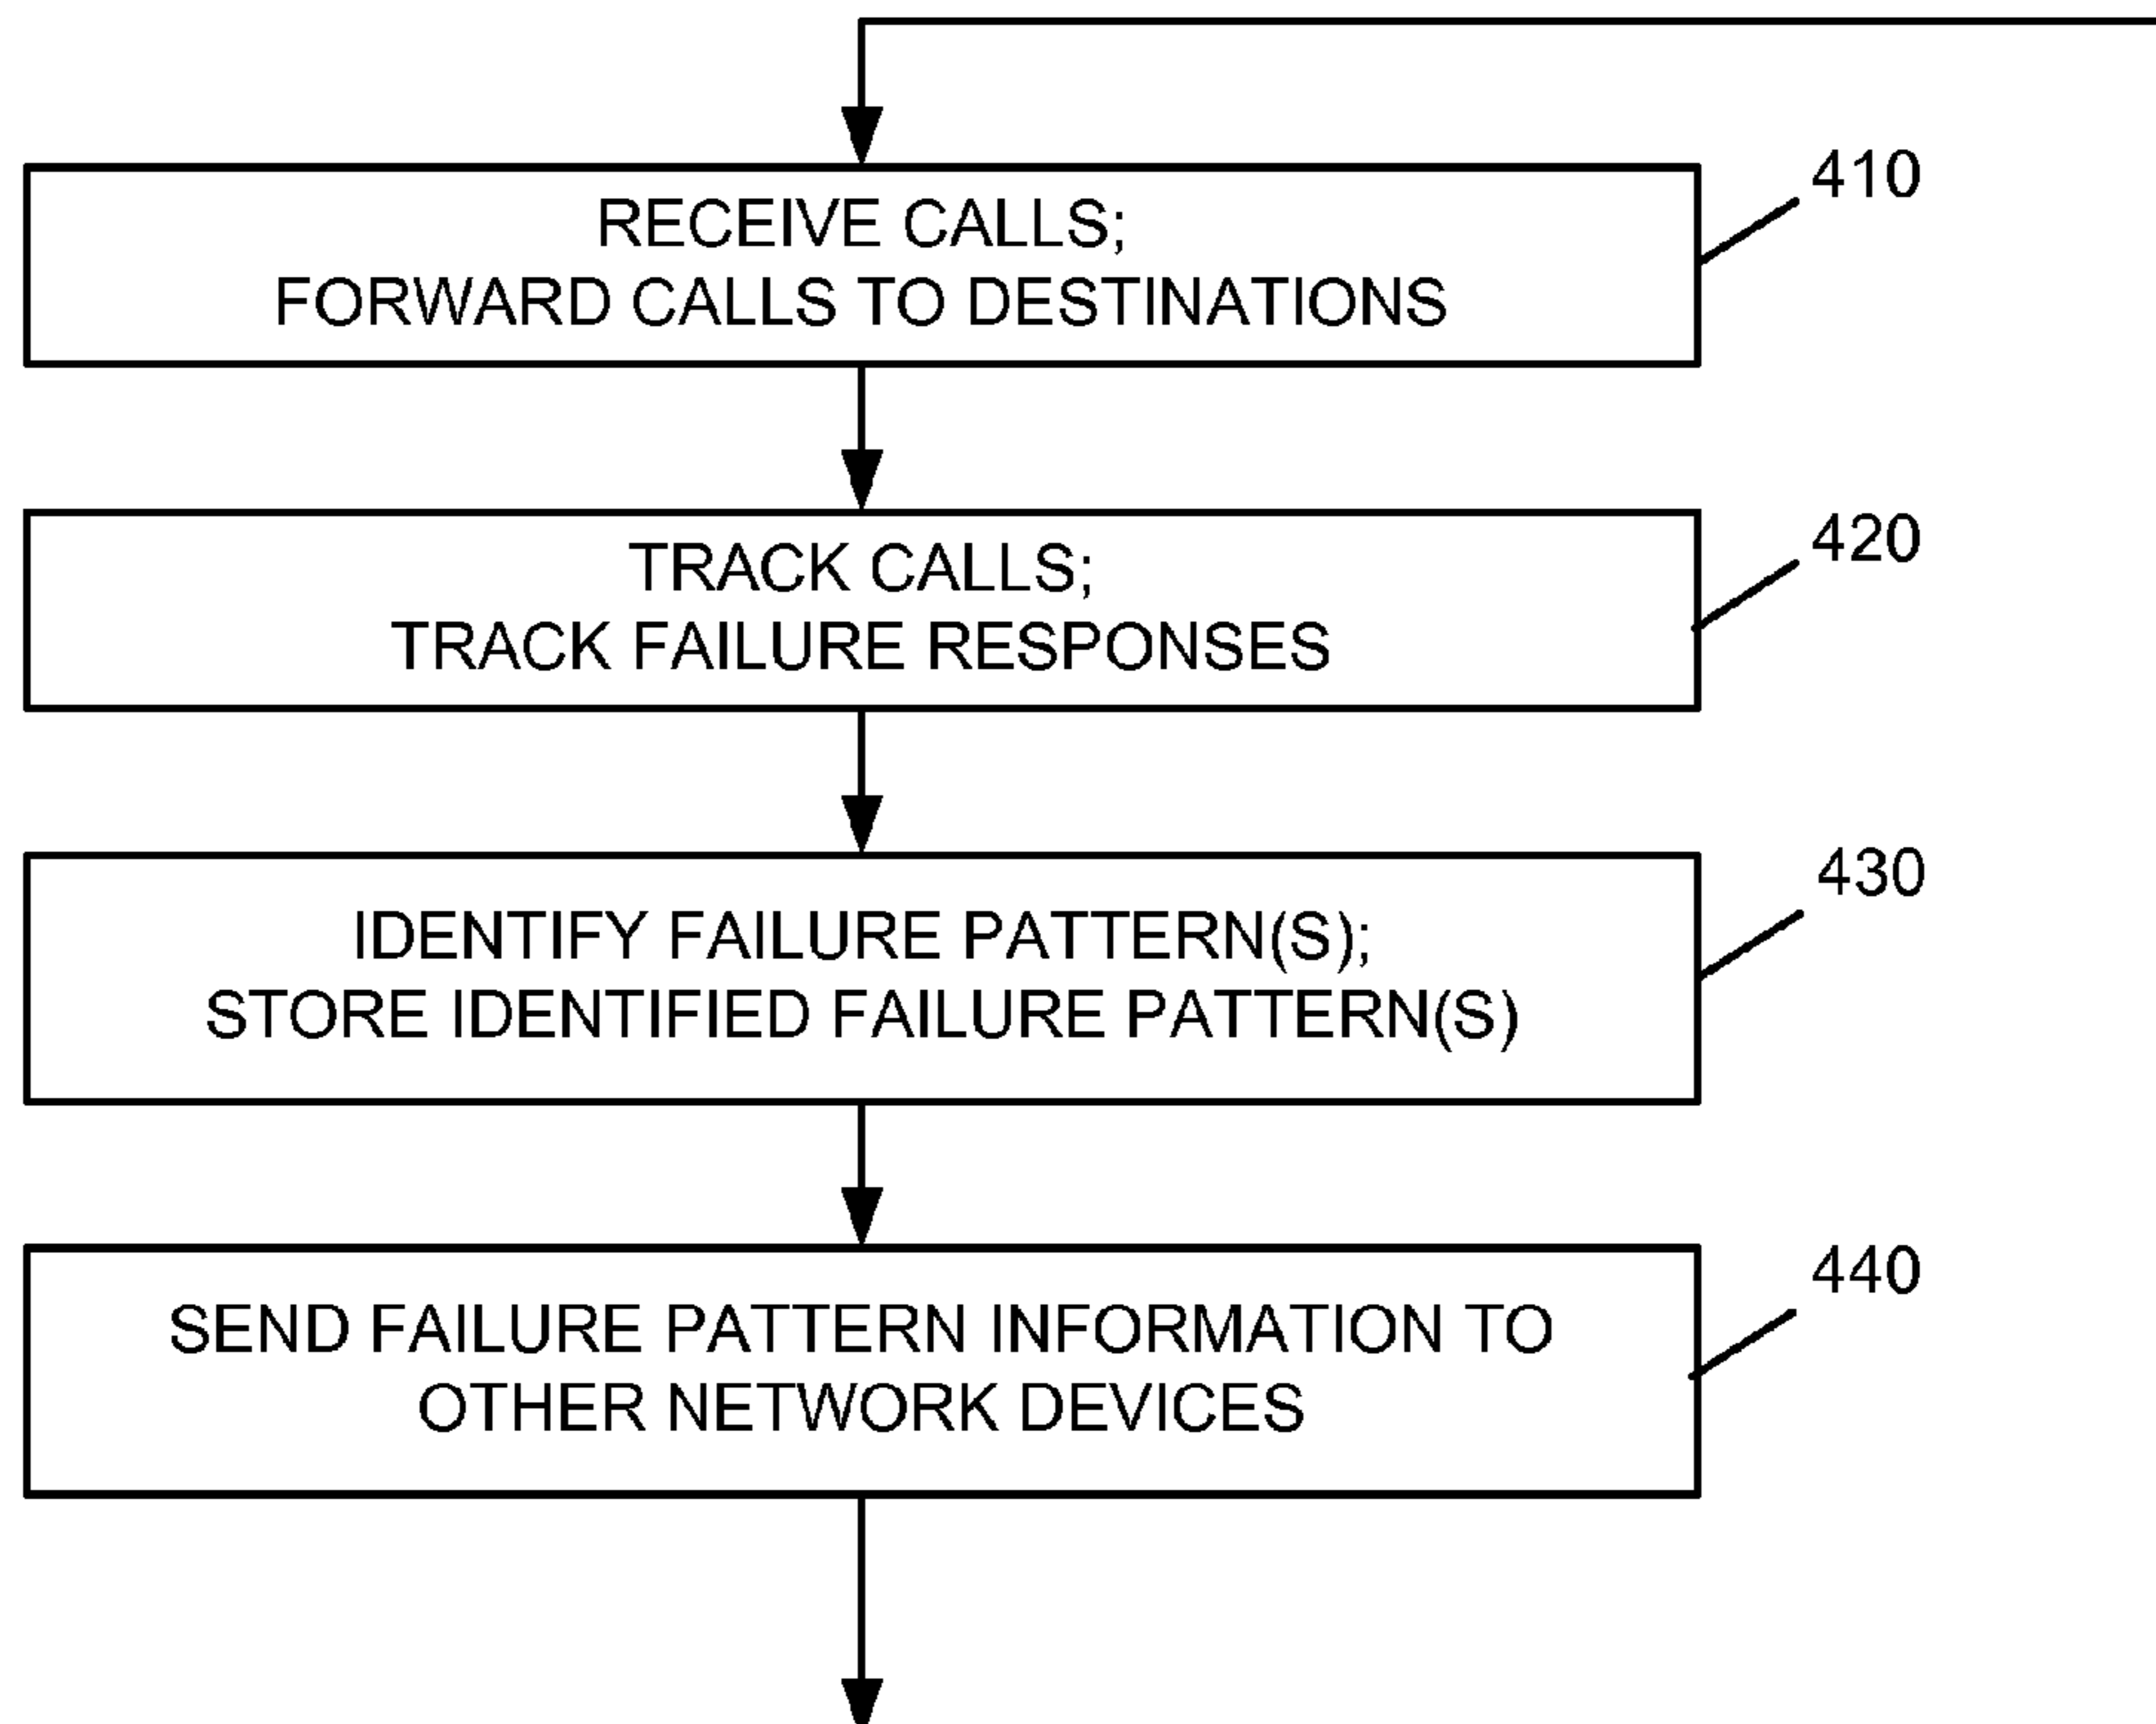 410
RECEIVE CALLS;
FORWARD CALLS TO DESTINATIONS
420
TRACK CALLS;
TRACK FAILURE RESPONSES
430
IDENTIFY FAILURE PATTERN(S);
STORE IDENTIFIED FAILURE PATTERN(S)
440
SEND FAILURE PATTERN INFORMATION TO
OTHER NETWORK DEVICES